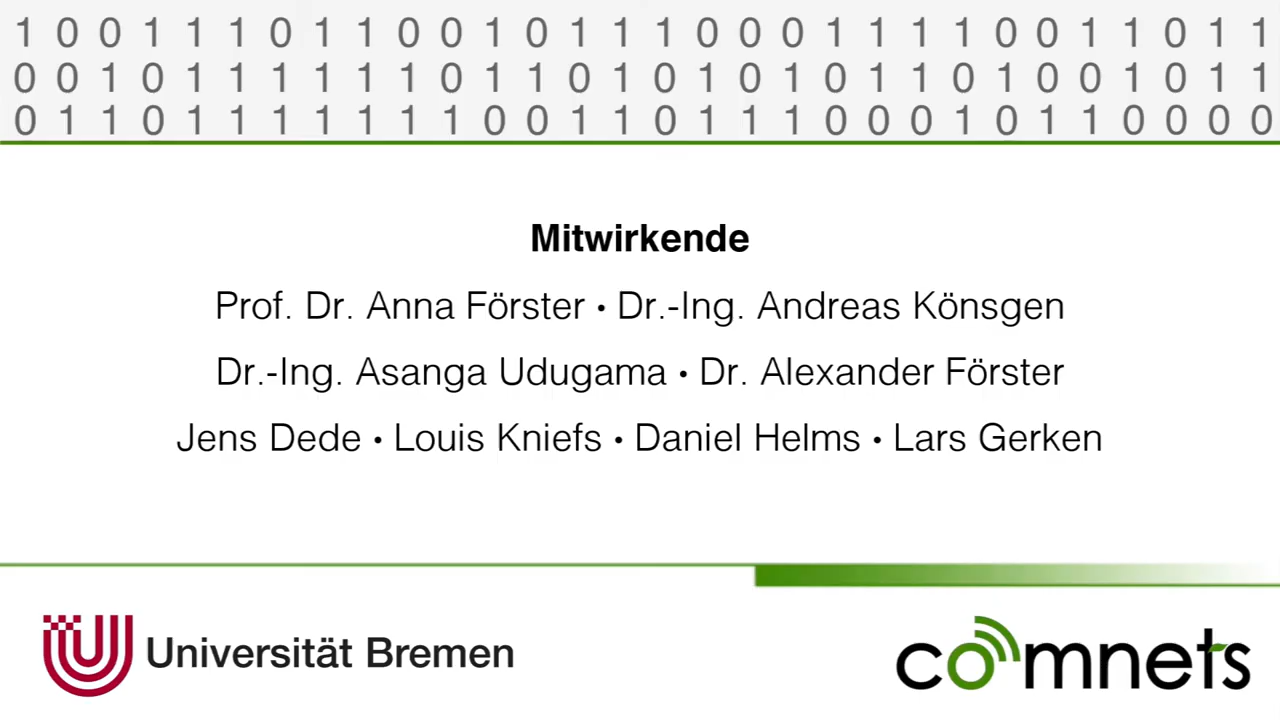 1 0 0 1 1 1 0 1 1 0 0 1 0 1 1 1 0 0 0 1 1 1 1 0 0 1 1 0 1 1
0 0 1 0 1 1 1 1 1 1 0 1 1 0 1 0 1 0 1 0 1 1 0 1 0 0 1 0 1 1
0 1 1 0 1 1 1 1 1 1 1 0 0 1 1 0 1 1 1 0 0 0 1 0 1 1 0 0 0 0
Mitwirkende
Prof. Dr. Anna Förster • Dr.-Ing. Andreas Könsgen
Dr.-Ing. Asanga Udugama • Dr. Alexander Förster
Jens Dede • Louis Kniefs • Daniel Helms • Lars Gerken
Universität Bremen
comnets